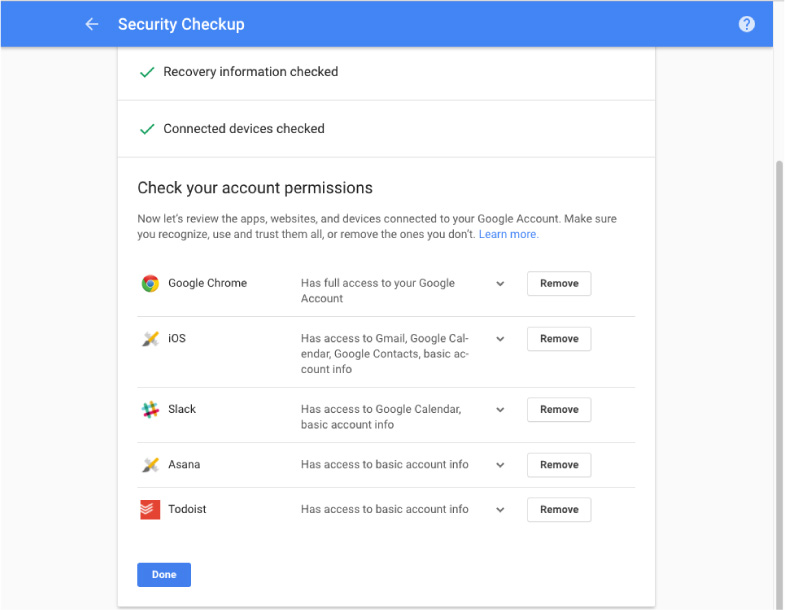 Security Checkup
Recovery information checked
Connected devices checked
Check your account permissions
Now let's review the apps, websites, and devices connected to your Google Account. Make sure
you recognize, use and trust them all, or remove the ones you don't. Learn more.
Google Chrome
Has full access to your Google
Account
Remove
iOS
Has access to Gmail, Google Cal-
endar, Google Contacts, basic ac-
count info
Remove
Slack
Has access to Google Calendar,
basic account info
Remove
Asana
Has access to basic account info
Remove
Todoist
Has access to basic account info
Remove
Done